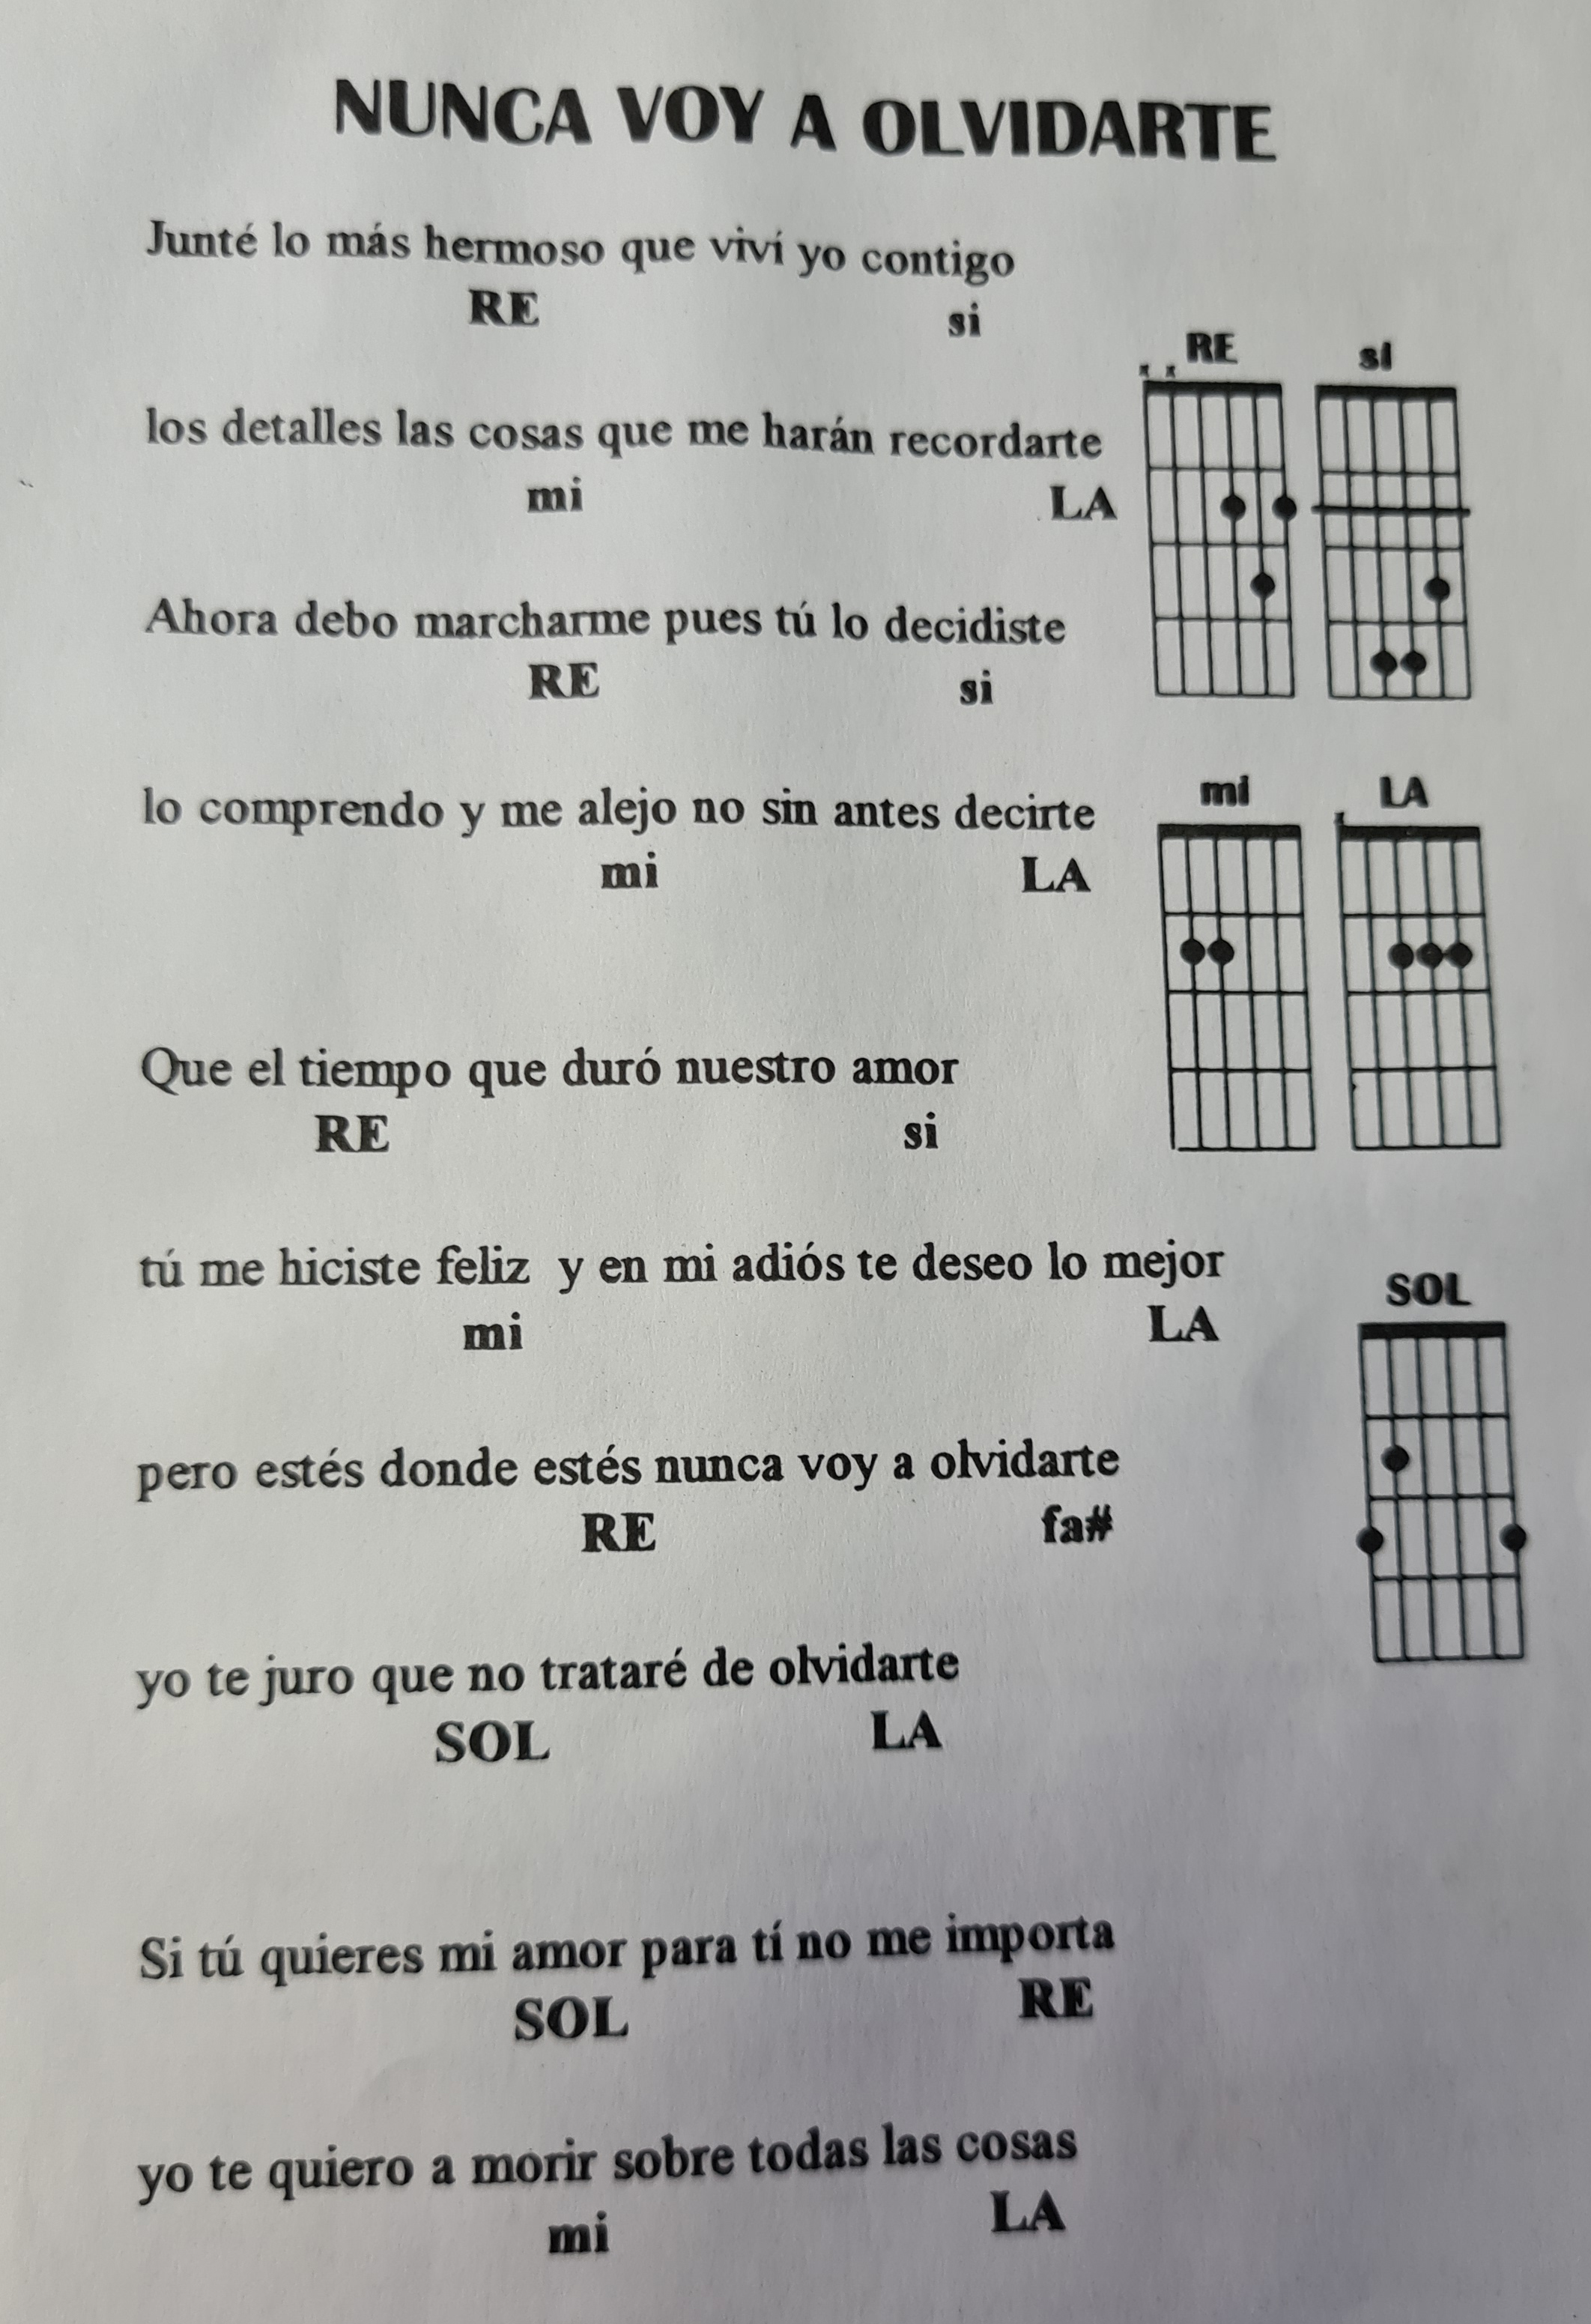 NUNCA VOY A OLVIDARTE
Junté lo más hermoso que viví yo contigo
RE si
los detalles las cosas que me harán recordarte
mi LA
Ahora debo marcharme pues tú lo decidiste
RE si
lo comprendo y me alejo no sin antes decirte
mi LA
Que el tiempo que duró nuestro amor
RE si
tú me hiciste feliz y en mi adiós te deseo lo mejor
mi LA
pero estés donde estés nunca voy a olvidarte
RE fa#
yo te juro que no trataré de olvidarte
SOL LA
Si tú quieres mi amor para tí no me importa
SOL RE
yo te quiero a morir sobre todas las cosas
mi LA
RE si
x x
mi LA
x
SOL